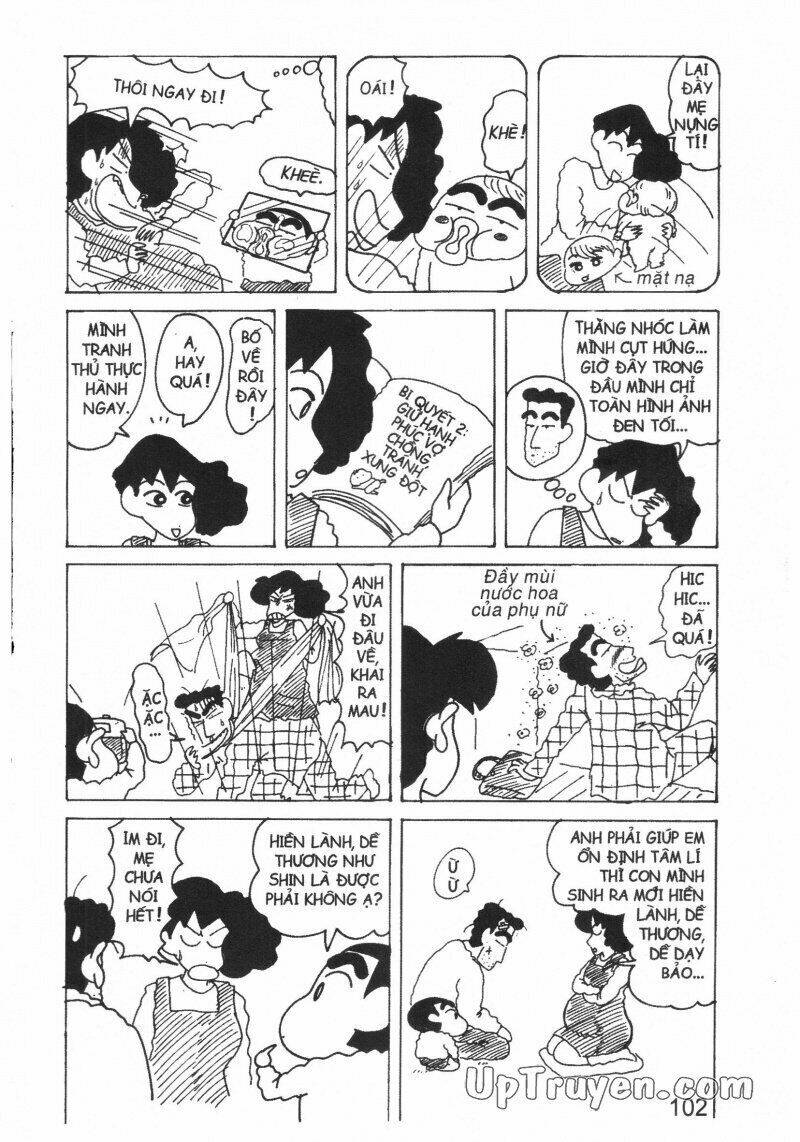 LẠI
ĐÂY
MẸ
NỰNG
TÍ!
mặt nạ
KHÈ!
OÁI!
THÔI NGAY ĐI!
KHEÈ.
THẰNG NHÓC LÀM
MÌNH CỤT HỨNG...
GIỜ ĐÂY TRONG
ĐẦU MÌNH CHỈ
TOÀN HÌNH ẢNH
ĐEN TỐI...
BÍ QUYẾT 2:
GIỮ HẠNH
PHÚC VỢ
CHỒNG
TRÁNH
XUNG ĐỘT
BỐ
VỀ
RỒI
ĐÂY!
A,
HAY
QUÁ!
MÌNH
TRANH
THỦ THỰC
HÀNH
NGAY.
HIC
HIC...
ĐÃ
QUÁ!
Đầy mùi
nước hoa
của phụ nữ
ANH
VỪA
ĐI
ĐÂU
VỀ,
KHAI
RA
MAU!
ẶC
ẶC
...
ANH PHẢI GIÚP EM
ỔN ĐỊNH TÂM LÍ
THÌ CON MÌNH
SINH RA MỚI HIỀN
LÀNH, DỄ
THƯƠNG,
DỄ DẠY
BẢO...
Ừ
Ừ
HIỀN LÀNH, DỄ
THƯƠNG NHƯ
SHIN LÀ ĐƯỢC
PHẢI KHÔNG Ạ?
IM ĐI,
MẸ
CHƯA
NÓI
HẾT!
UPTRUYEN.COM
102